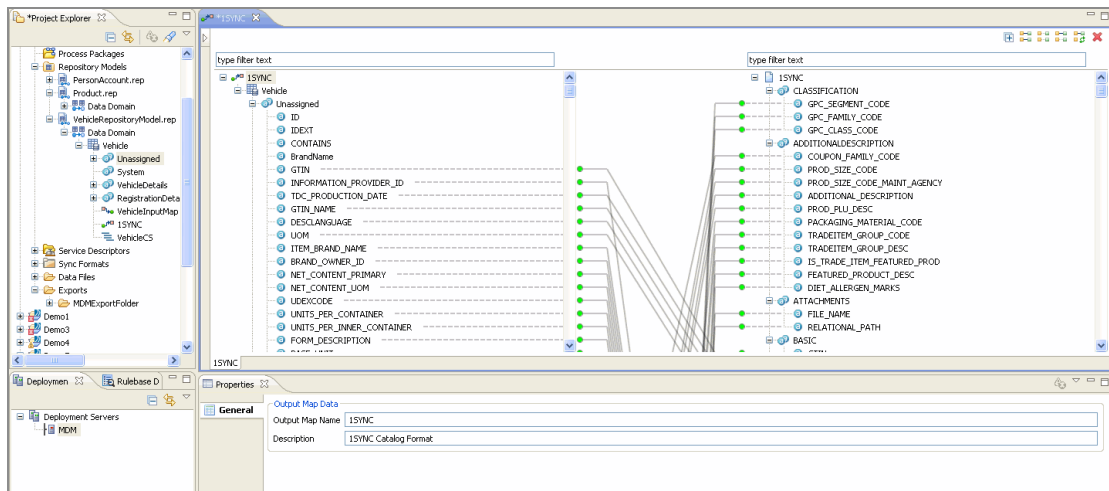 *Project Explorer
Process Packages
Repository Models
PersonAccount.rep
Product.rep
Data Domain
VehicleRepositoryModel.rep
Data Domain
Vehicle
Unassigned
System
VehicleDetails
RegistrationDeta
VehicleInputMap
1SYNC
VehicleCS
Service Descriptors
Sync Formats
Data Files
Exports
MDMExportFolder
Demo1
Demo3
Demo4
*1SYNC
type filter text
1SYNC
Vehicle
Unassigned
ID
IDEXT
CONTAINS
BrandName
GTIN
INFORMATION_PROVIDER_ID
TDC_PRODUCTION_DATE
GTIN_NAME
DESCLANGUAGE
UOM
ITEM_BRAND_NAME
BRAND_OWNER_ID
NET_CONTENT_PRIMARY
NET_CONTENT_UOM
UDEXCODE
UNITS_PER_CONTAINER
UNITS_PER_INNER_CONTAINER
FORM_DESCRIPTION
type filter text
1SYNC
CLASSIFICATION
GPC_SEGMENT_CODE
GPC_FAMILY_CODE
GPC_CLASS_CODE
ADDITIONALDESCRIPTION
COUPON_FAMILY_CODE
PROD_SIZE_CODE
PROD_SIZE_CODE_MAINT_AGENCY
ADDITIONAL_DESCRIPTION
PROD_PLU_DESC
PACKAGING_MATERIAL_CODE
TRADEITEM_GROUP_CODE
TRADEITEM_GROUP_DESC
IS_TRADE_ITEM_FEATURED_PROD
FEATURED_PRODUCT_DESC
DIET_ALLERGEN_MARKS
ATTACHMENTS
FILE_NAME
RELATIONAL_PATH
BASIC
1SYNC
Deploymen
Rulebase D
Deployment Servers
MDM
Properties
General
Output Map Data
Output Map Name 1SYNC
Description 1SYNC Catalog Format